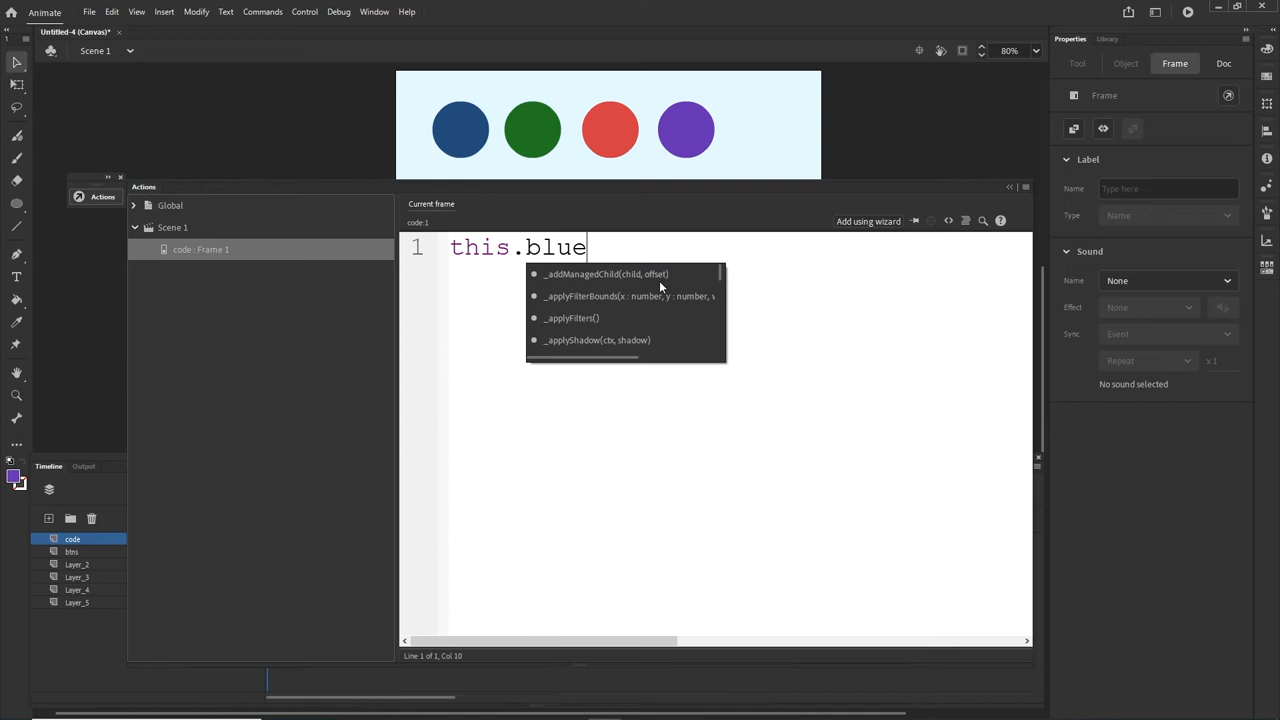 Animate File Edit View Insert Modify Text Commands Control Debug Window Help
Untitled-4 (Canvas)*
Scene 1
80%
Properties Library
Tool Object Frame Doc
Frame
Label
Name Type here
Type Name
Sound
Name None
Effect None
Sync Event
Repeat x 1
No sound selected
Actions
Actions
Global
Scene 1
code : Frame 1
Current frame
code:1
Add using wizard
1 this.blue
_addManagedChild(child, offset)
_applyFilterBounds(x : number, y : number,
_applyFilters()
_applyShadow(ctx, shadow)
Line 1 of 1, Col 10
Timeline Output
code
btns
Layer_2
Layer_3
Layer_4
Layer_5